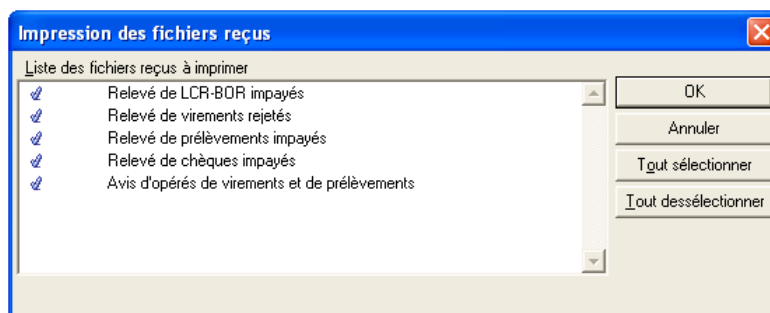 Impression des fichiers reçus
Liste des fichiers reçus à imprimer
Relevé de LCR-BOR impayés
Relevé de virements rejetés
Relevé de prélèvements impayés
Relevé de chèques impayés
Avis d'opérés de virements et de prélèvements
OK
Annuler
Tout sélectionner
Tout dessélectionner